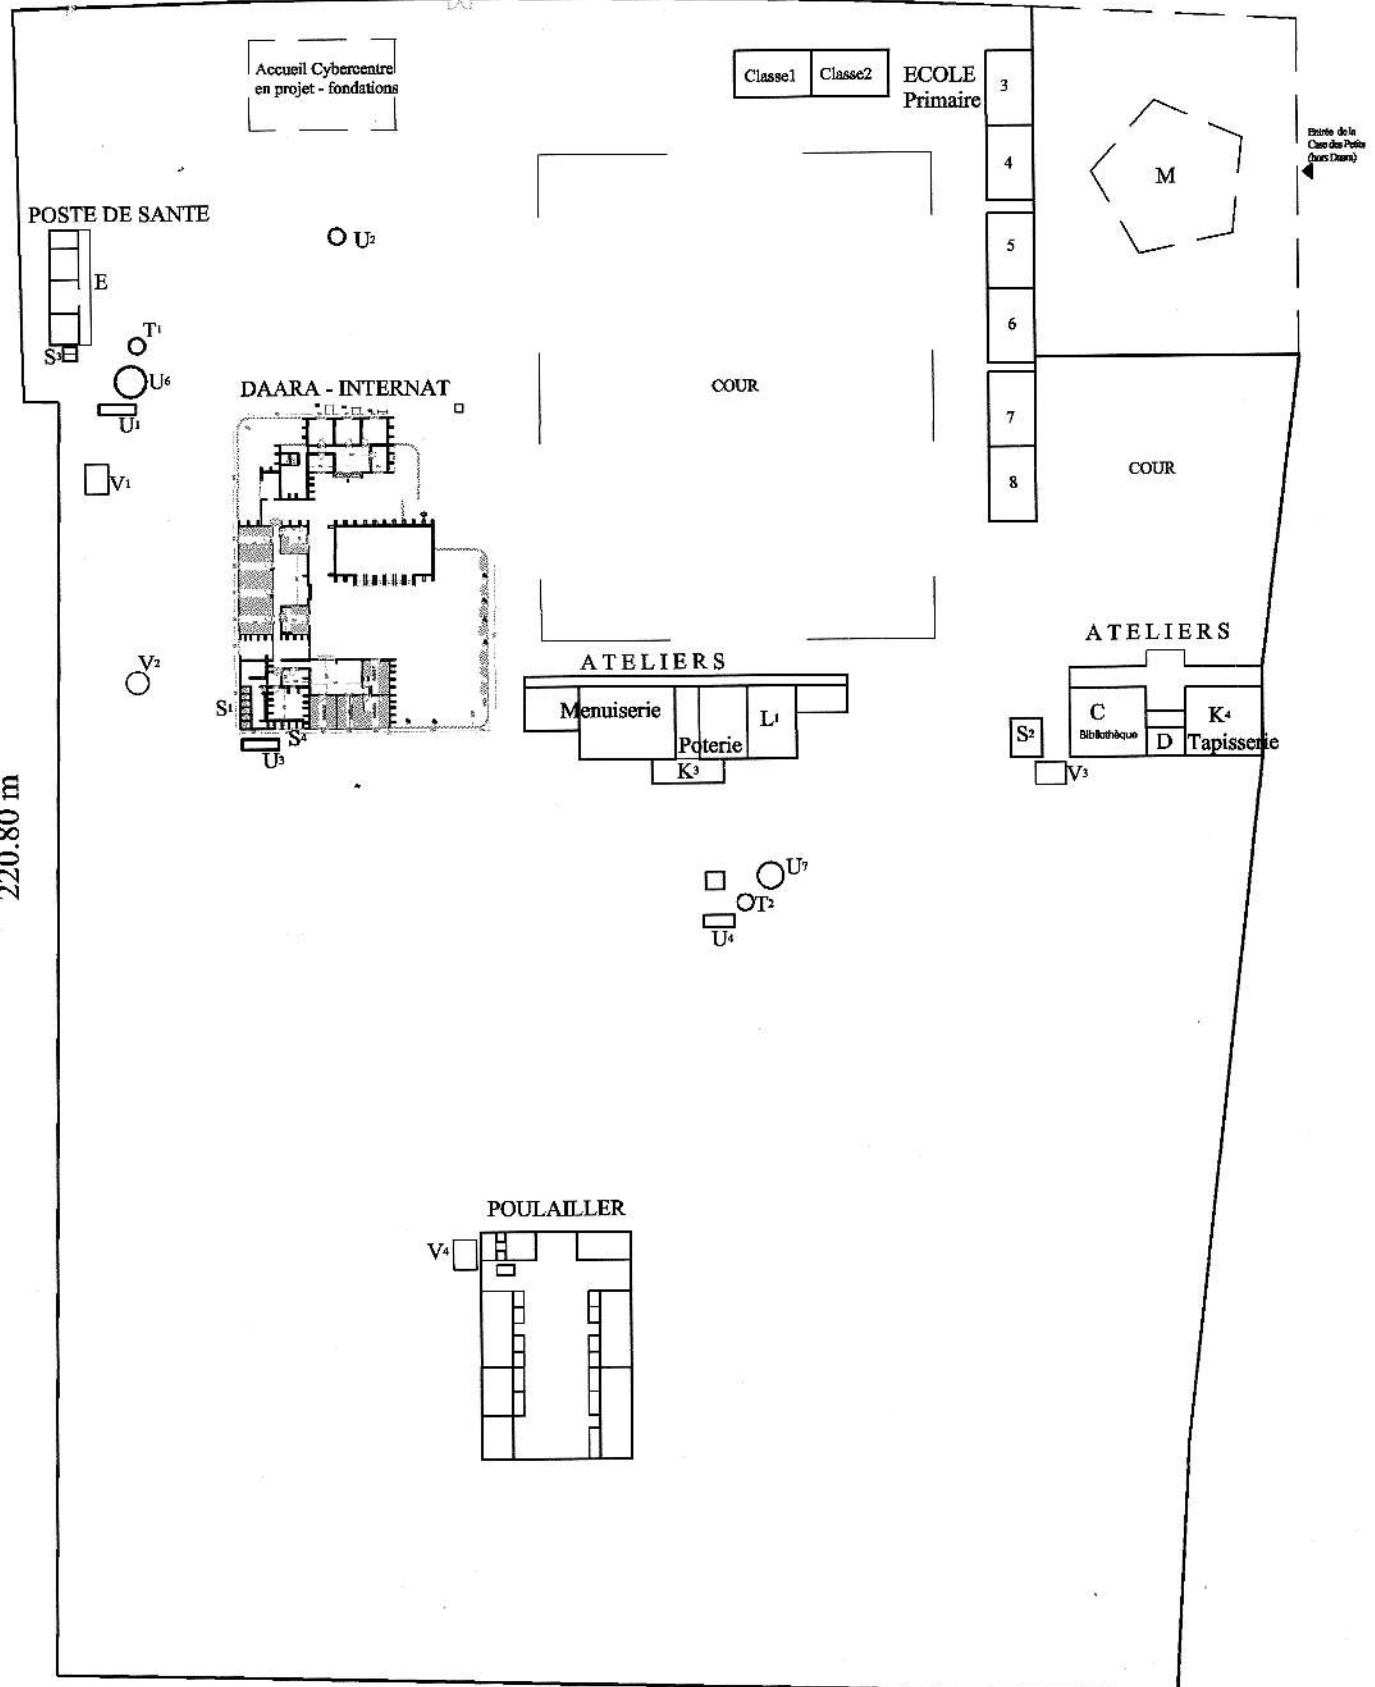 Accueil Cybercentre
en projet - fondations
Classe1
Classe2
ECOLE
Primaire
3
4
5
6
7
8
M
Entrée de la
Case des Petits
(hors Daara)
POSTE DE SANTE
E
U2
T1
S3
U6
U1
V1
DAARA - INTERNAT
COUR
COUR
V2
S1
S4
U3
ATELIERS
Menuiserie
Poterie
L1
K3
ATELIERS
C
Bibliothèque
D
K4
Tapisserie
S2
V3
220.80 m
U7
T2
U4
POULAILLER
V4